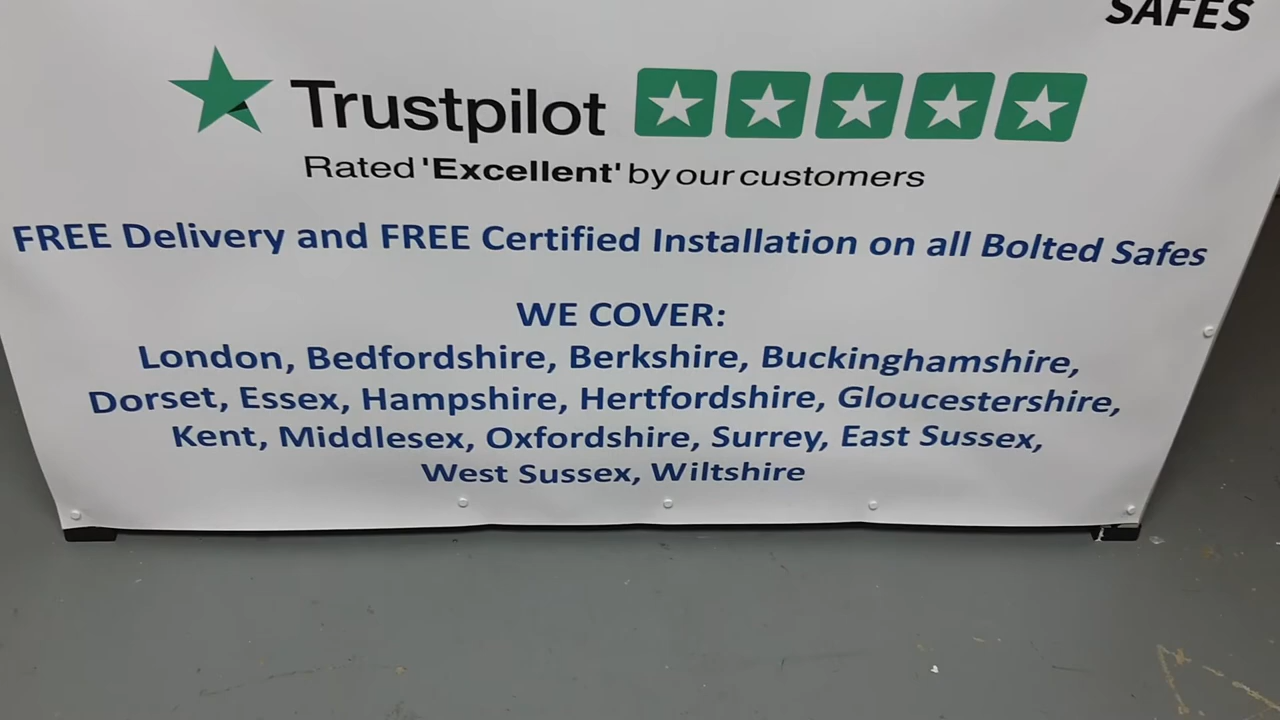 SAFES
Trustpilot
Rated 'Excellent' by our customers
FREE Delivery and FREE Certified Installation on all Bolted Safes
WE COVER:
London, Bedfordshire, Berkshire, Buckinghamshire,
Dorset, Essex, Hampshire, Hertfordshire, Gloucestershire,
Kent, Middlesex, Oxfordshire, Surrey, East Sussex,
West Sussex, Wiltshire